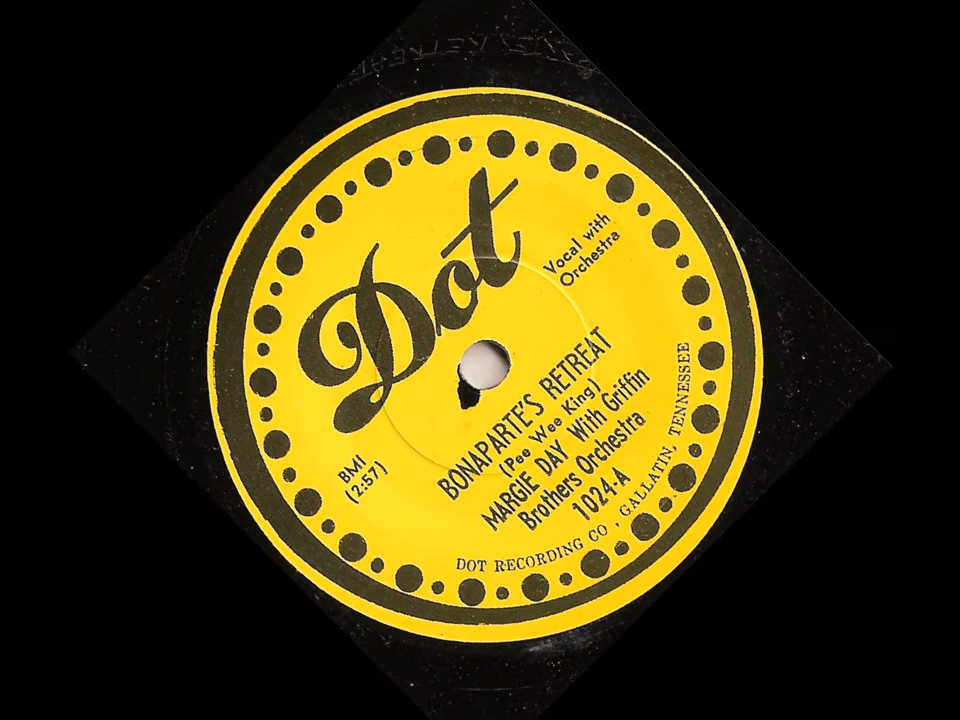 Dot
Vocal with
Orchestra
BMI
(2:57)
BONAPARTE'S RETREAT
(Pee Wee King)
MARGIE DAY With Griffin
Brothers Orchestra
1024-A
DOT RECORDING CO , GALLATIN, TENNESSEE